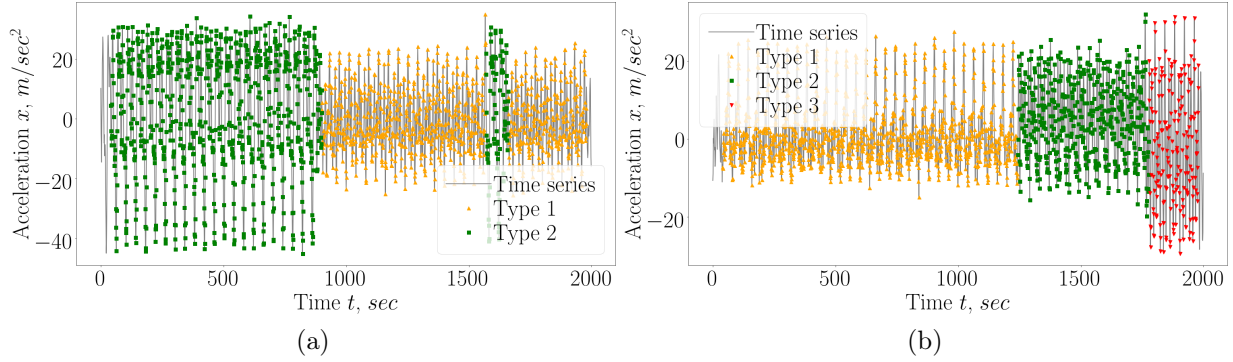 Acceleration x, m/sec²
20
0
−20
−40
0
500
1000
1500
2000
Time t, sec
Time series
Type 1
Type 2
(a)
Acceleration x, m/sec²
20
0
−20
0
500
1000
1500
2000
Time t, sec
Time series
Type 1
Type 2
Type 3
(b)